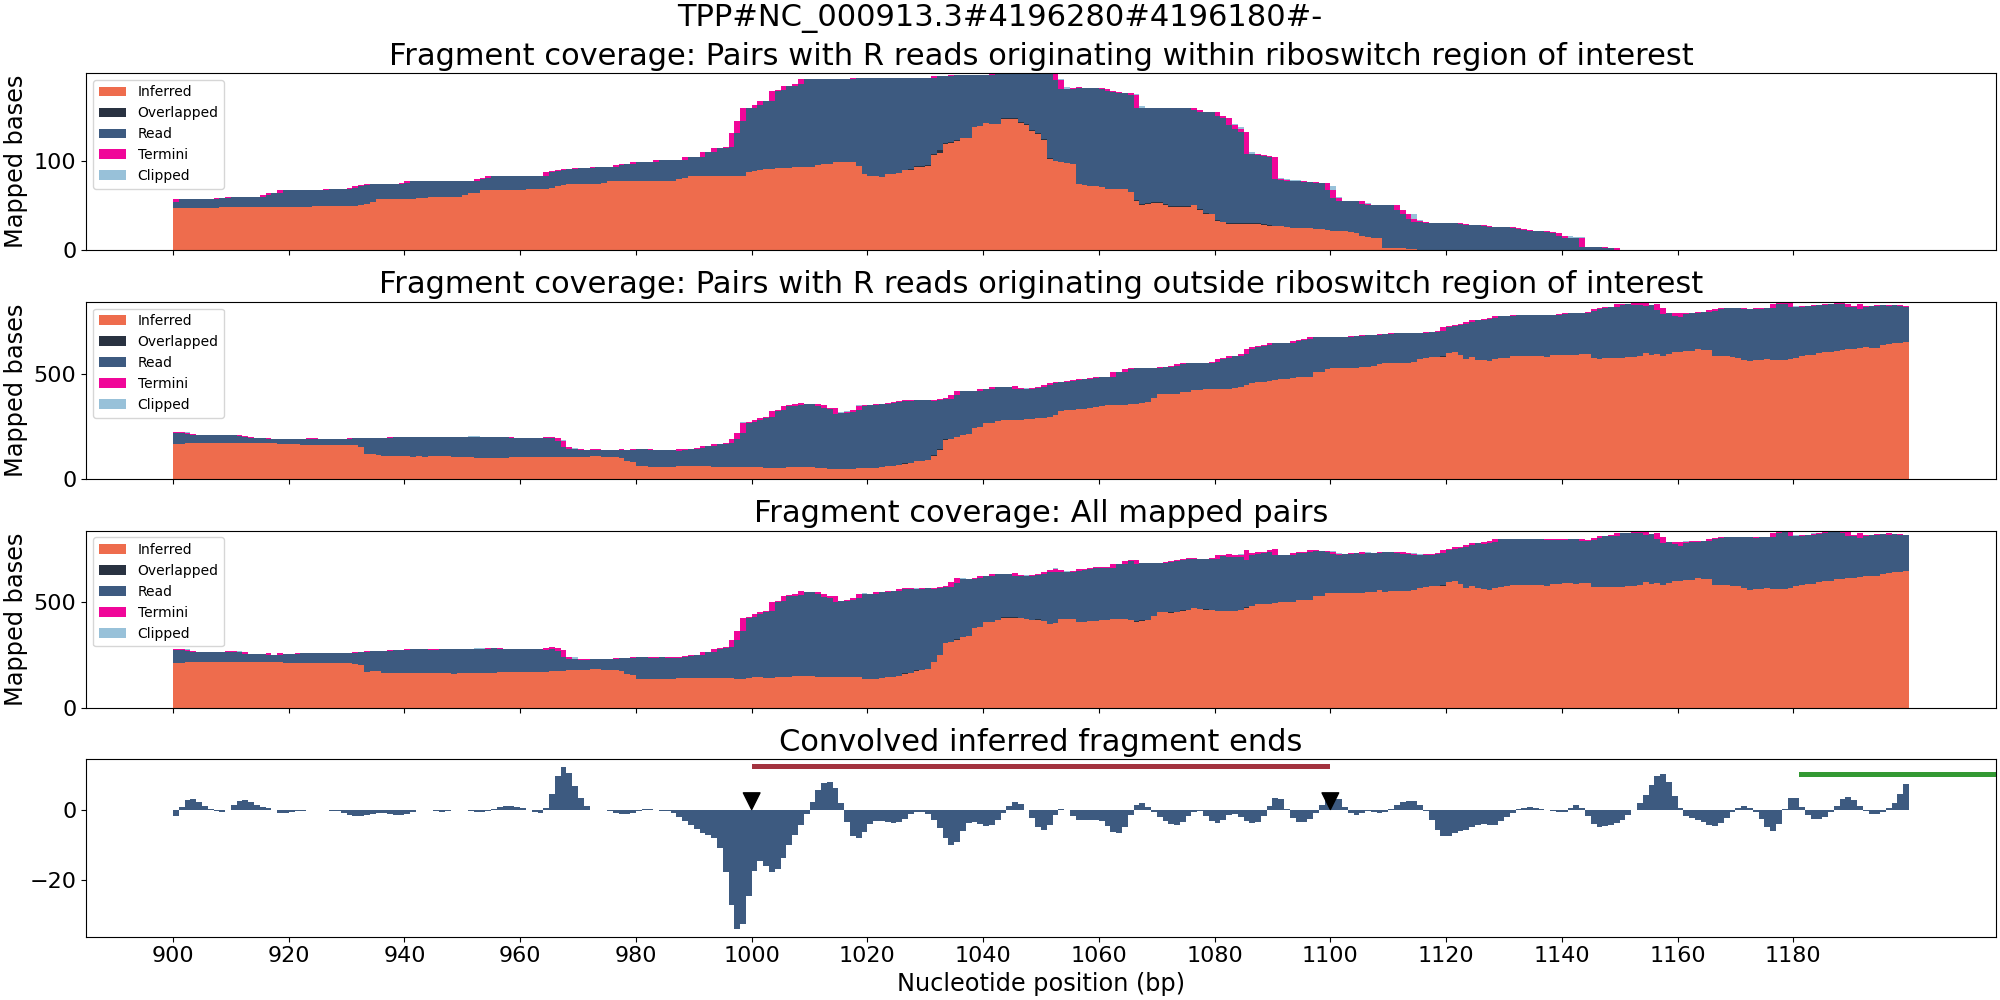 TPP#NC_000913.3#4196280#4196180#-
Fragment coverage: Pairs with R reads originating within riboswitch region of interest
Mapped bases
100
0
Inferred
Overlapped
Read
Termini
Clipped
Fragment coverage: Pairs with R reads originating outside riboswitch region of interest
Mapped bases
500
0
Inferred
Overlapped
Read
Termini
Clipped
Fragment coverage: All mapped pairs
Mapped bases
500
0
Inferred
Overlapped
Read
Termini
Clipped
Convolved inferred fragment ends
0
−20
900 920 940 960 980 1000 1020 1040 1060 1080 1100 1120 1140 1160 1180
Nucleotide position (bp)